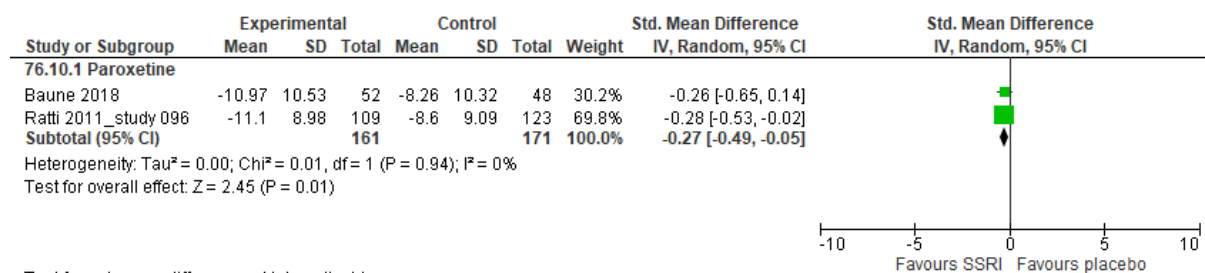 Experimental Control Std. Mean Difference Std. Mean Difference
Study or Subgroup Mean SD Total Mean SD Total Weight IV, Random, 95% CI IV, Random, 95% CI
76.10.1 Paroxetine
Baune 2018 -10.97 10.53 52 -8.26 10.32 48 30.2% -0.26 [-0.65, 0.14]
Ratti 2011_study 096 -11.1 8.98 109 -8.6 9.09 123 69.8% -0.28 [-0.53, -0.02]
Subtotal (95% CI) 161 171 100.0% -0.27 [-0.49, -0.05]
Heterogeneity: Tau² = 0.00; Chi² = 0.01, df = 1 (P = 0.94); I² = 0%
Test for overall effect: Z = 2.45 (P = 0.01)
-10 -5 0 5 10
Favours SSRI Favours placebo